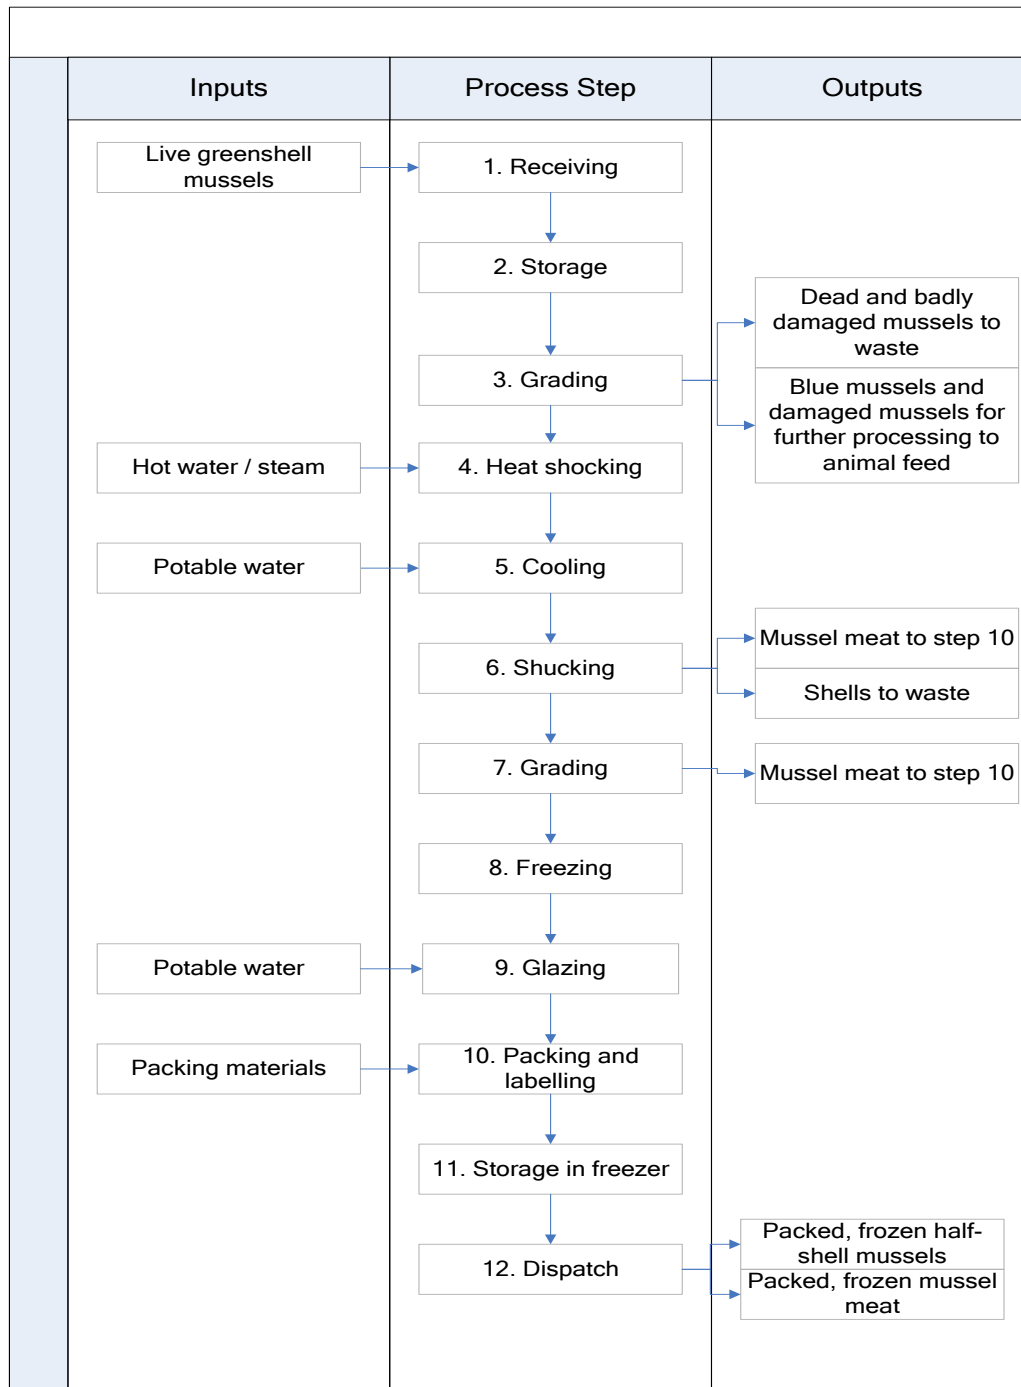 Inputs
Process Step
Outputs
Live greenshell
mussels
1. Receiving
2. Storage
Dead and badly
damaged mussels to
waste
3. Grading
Blue mussels and
damaged mussels for
further processing to
animal feed
Hot water / steam
4. Heat shocking
Potable water
5. Cooling
Mussel meat to step 10
6. Shucking
Shells to waste
7. Grading
Mussel meat to step 10
8. Freezing
Potable water
9. Glazing
Packing materials
10. Packing and
labelling
11. Storage in freezer
12. Dispatch
Packed, frozen half-
shell mussels
Packed, frozen mussel
meat